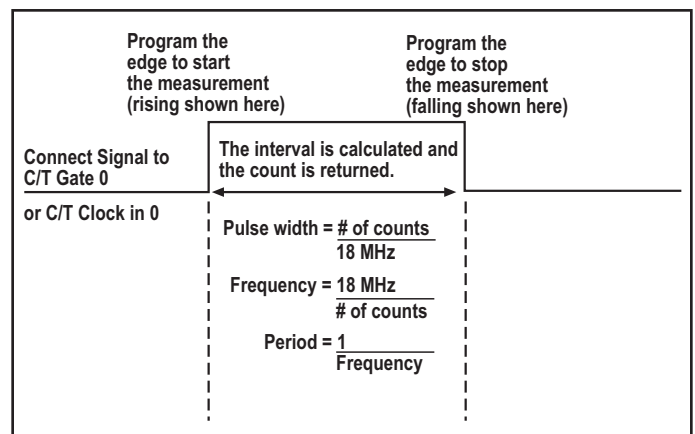 Program the
edge to start
the measurement
(rising shown here)
Program the
edge to stop
the measurement
(falling shown here)
Connect Signal to
C/T Gate 0
or C/T Clock in 0
The interval is calculated and
the count is returned.
Pulse width = # of counts
18 MHz
Frequency = 18 MHz
# of counts
Period = 1
Frequency